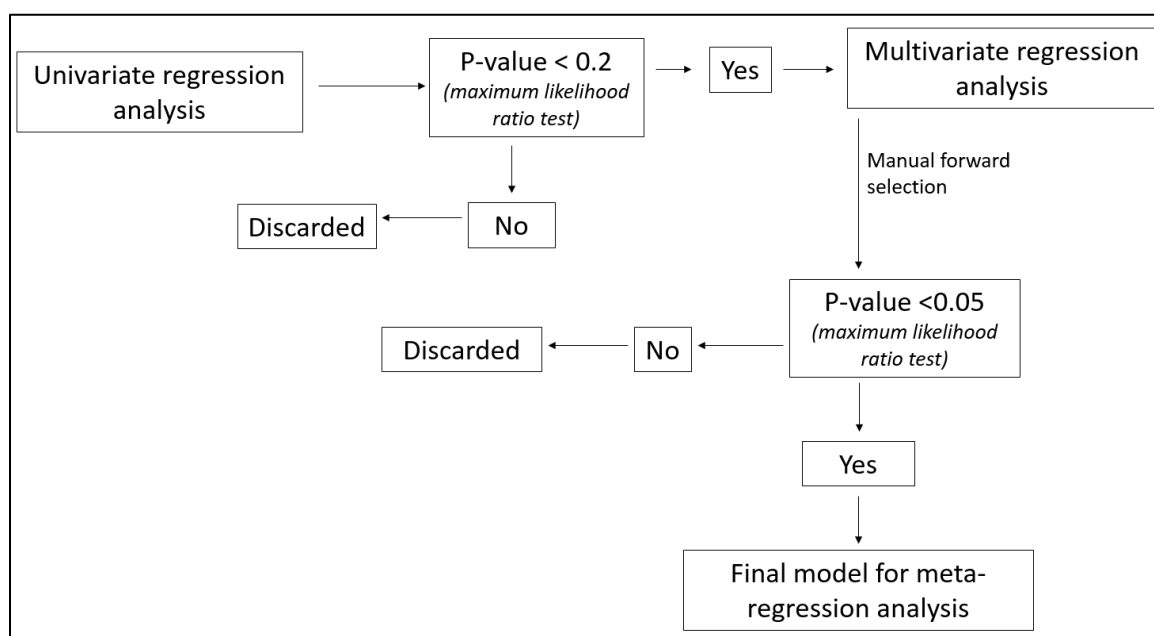 Univariate regression
analysis
P-value < 0.2
(maximum likelihood
ratio test)
Yes
Multivariate regression
analysis
Manual forward
selection
Discarded
No
P-value <0.05
(maximum likelihood
ratio test)
Discarded
No
Yes
Final model for meta-
regression analysis